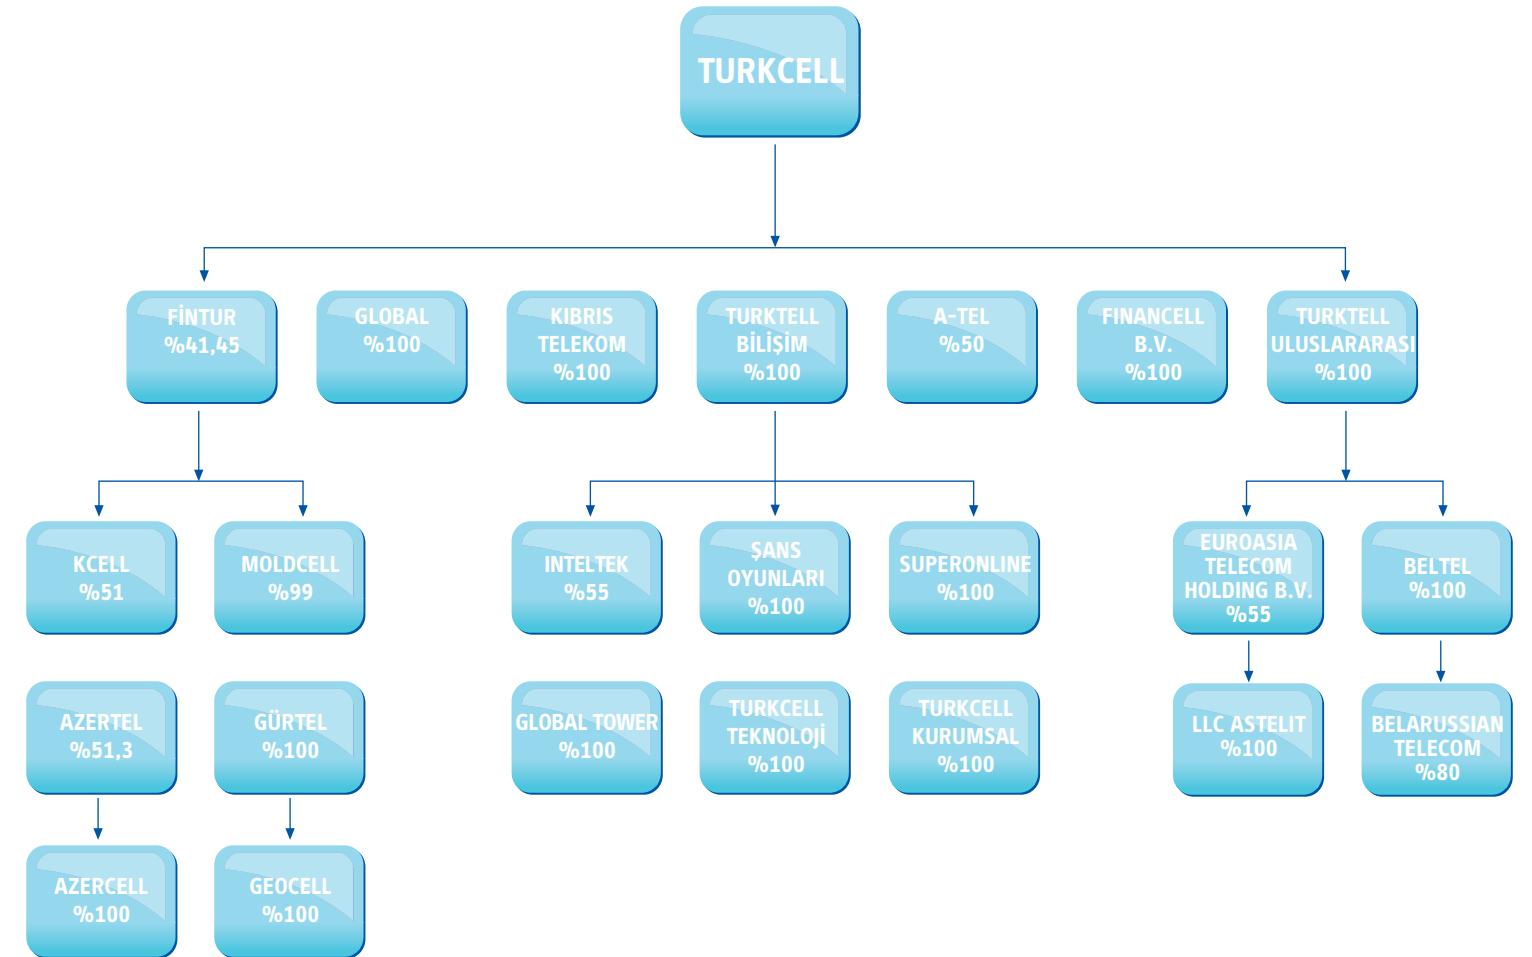 TURKCELL
FİNTUR
%41,45
GLOBAL
%100
KIBRIS
TELEKOM
%100
TURKTELL
BİLİŞİM
%100
A-TEL
%50
FINANCELL
B.V.
%100
TURKTELL
ULUSLARARASI
%100
KCELL
%51
MOLDCELL
%99
INTELTEK
%55
ŞANS
OYUNLARI
%100
SUPERONLINE
%100
EUROASIA
TELECOM
HOLDING B.V.
%55
BELTEL
%100
AZERTEL
%51,3
GÜRTEL
%100
GLOBAL TOWER
%100
TURKCELL
TEKNOLOJİ
%100
TURKCELL
KURUMSAL
%100
LLC ASTELIT
%100
BELARUSSIAN
TELECOM
%80
AZERCELL
%100
GEOCELL
%100